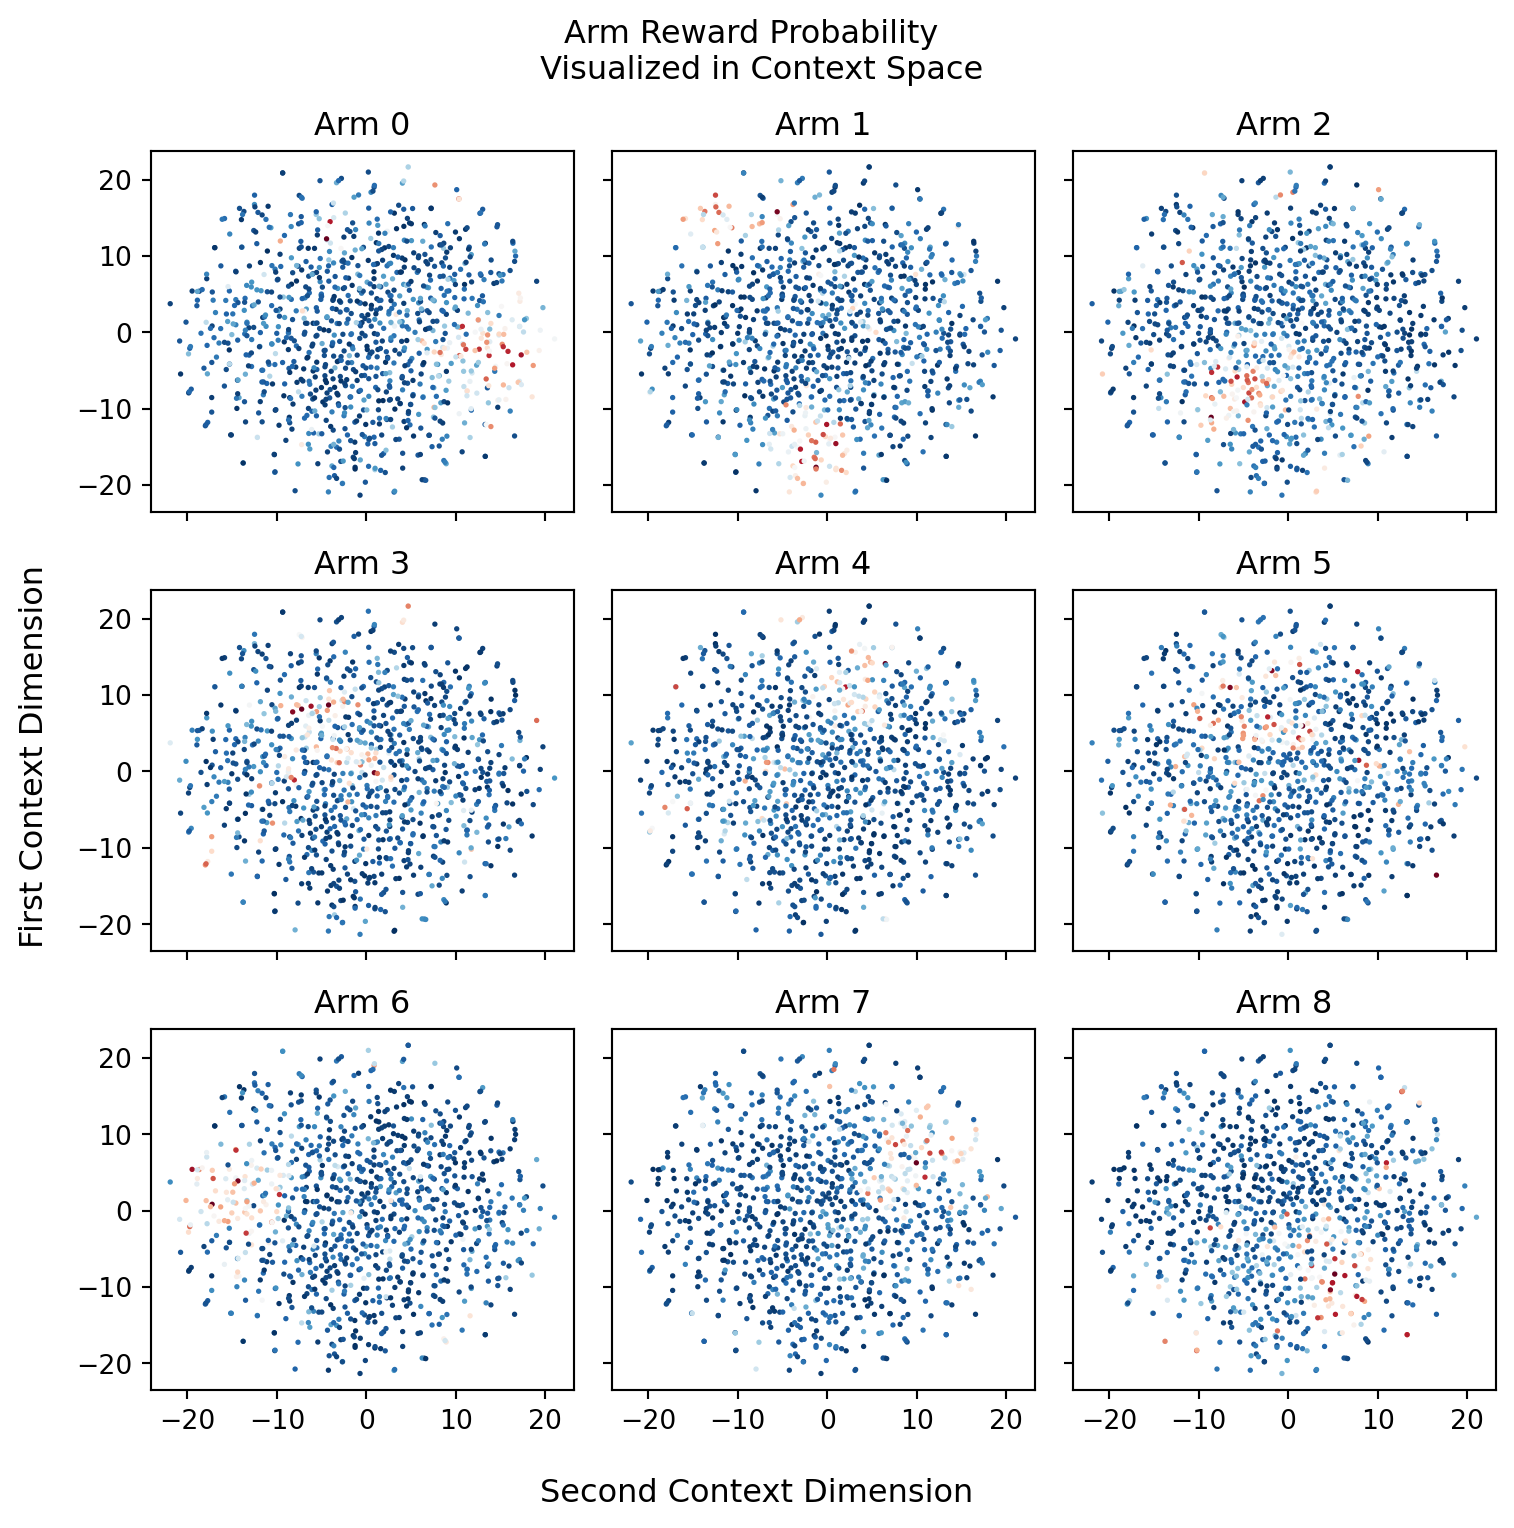 Arm Reward Probability
Visualized in Context Space
Arm 0
Arm 1
Arm 2
20
10
0
−10
−20
Arm 3
Arm 4
Arm 5
20
10
0
−10
−20
First Context Dimension
Arm 6
Arm 7
Arm 8
20
10
0
−10
−20
−20 −10 0 10 20
−20 −10 0 10 20
−20 −10 0 10 20
Second Context Dimension